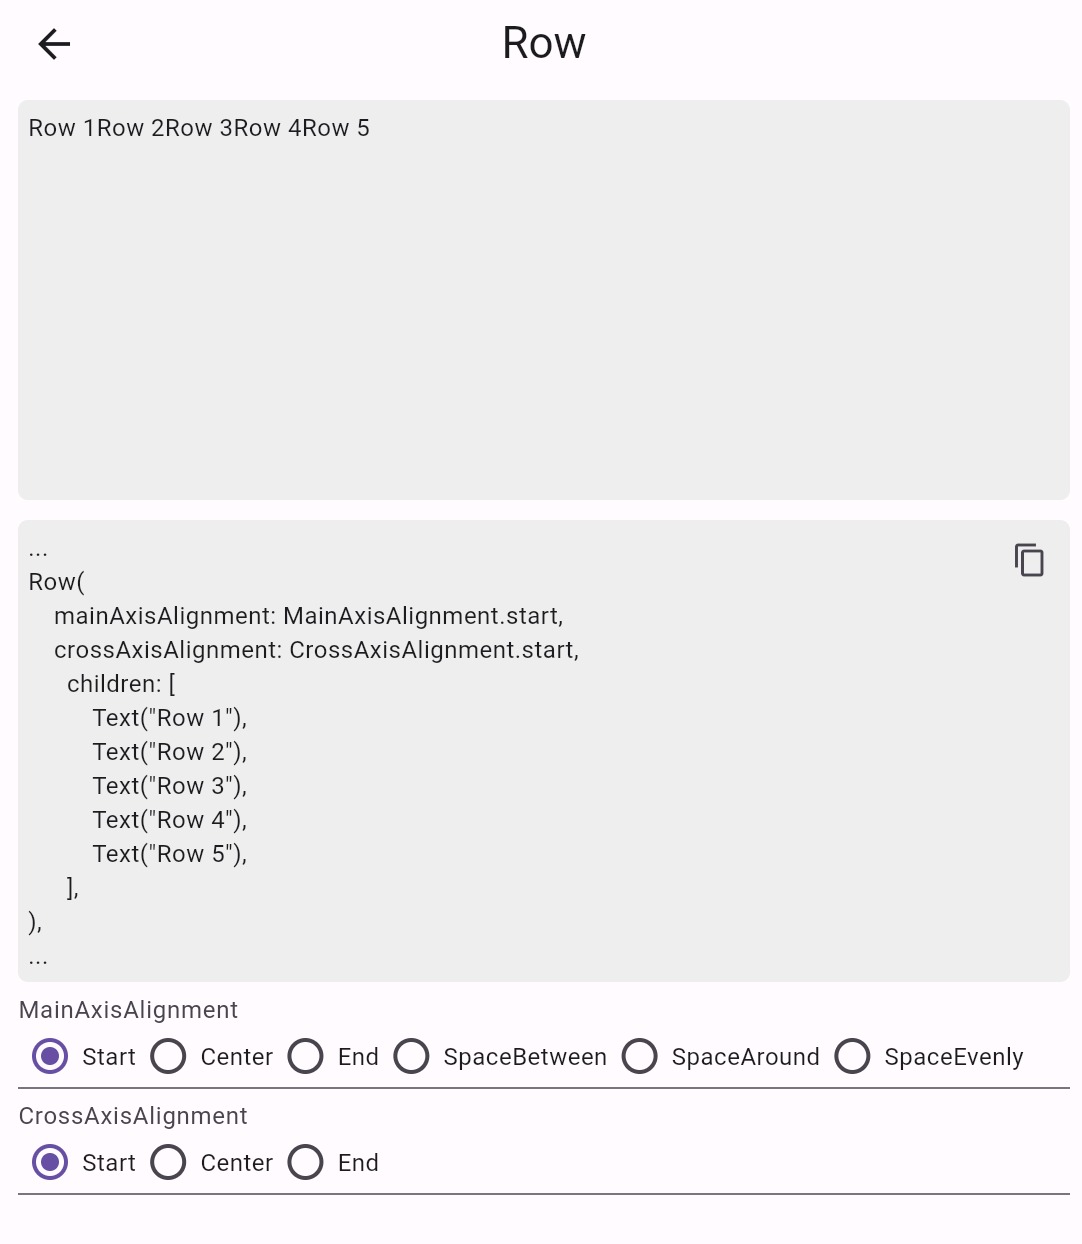 Row
Row 1Row 2Row 3Row 4Row 5
...
Row(
    mainAxisAlignment: MainAxisAlignment.start,
    crossAxisAlignment: CrossAxisAlignment.start,
      children: [
          Text("Row 1"),
          Text("Row 2"),
          Text("Row 3"),
          Text("Row 4"),
          Text("Row 5"),
      ],
),
...
MainAxisAlignment
Start Center End SpaceBetween SpaceAround SpaceEvenly
CrossAxisAlignment
Start Center End